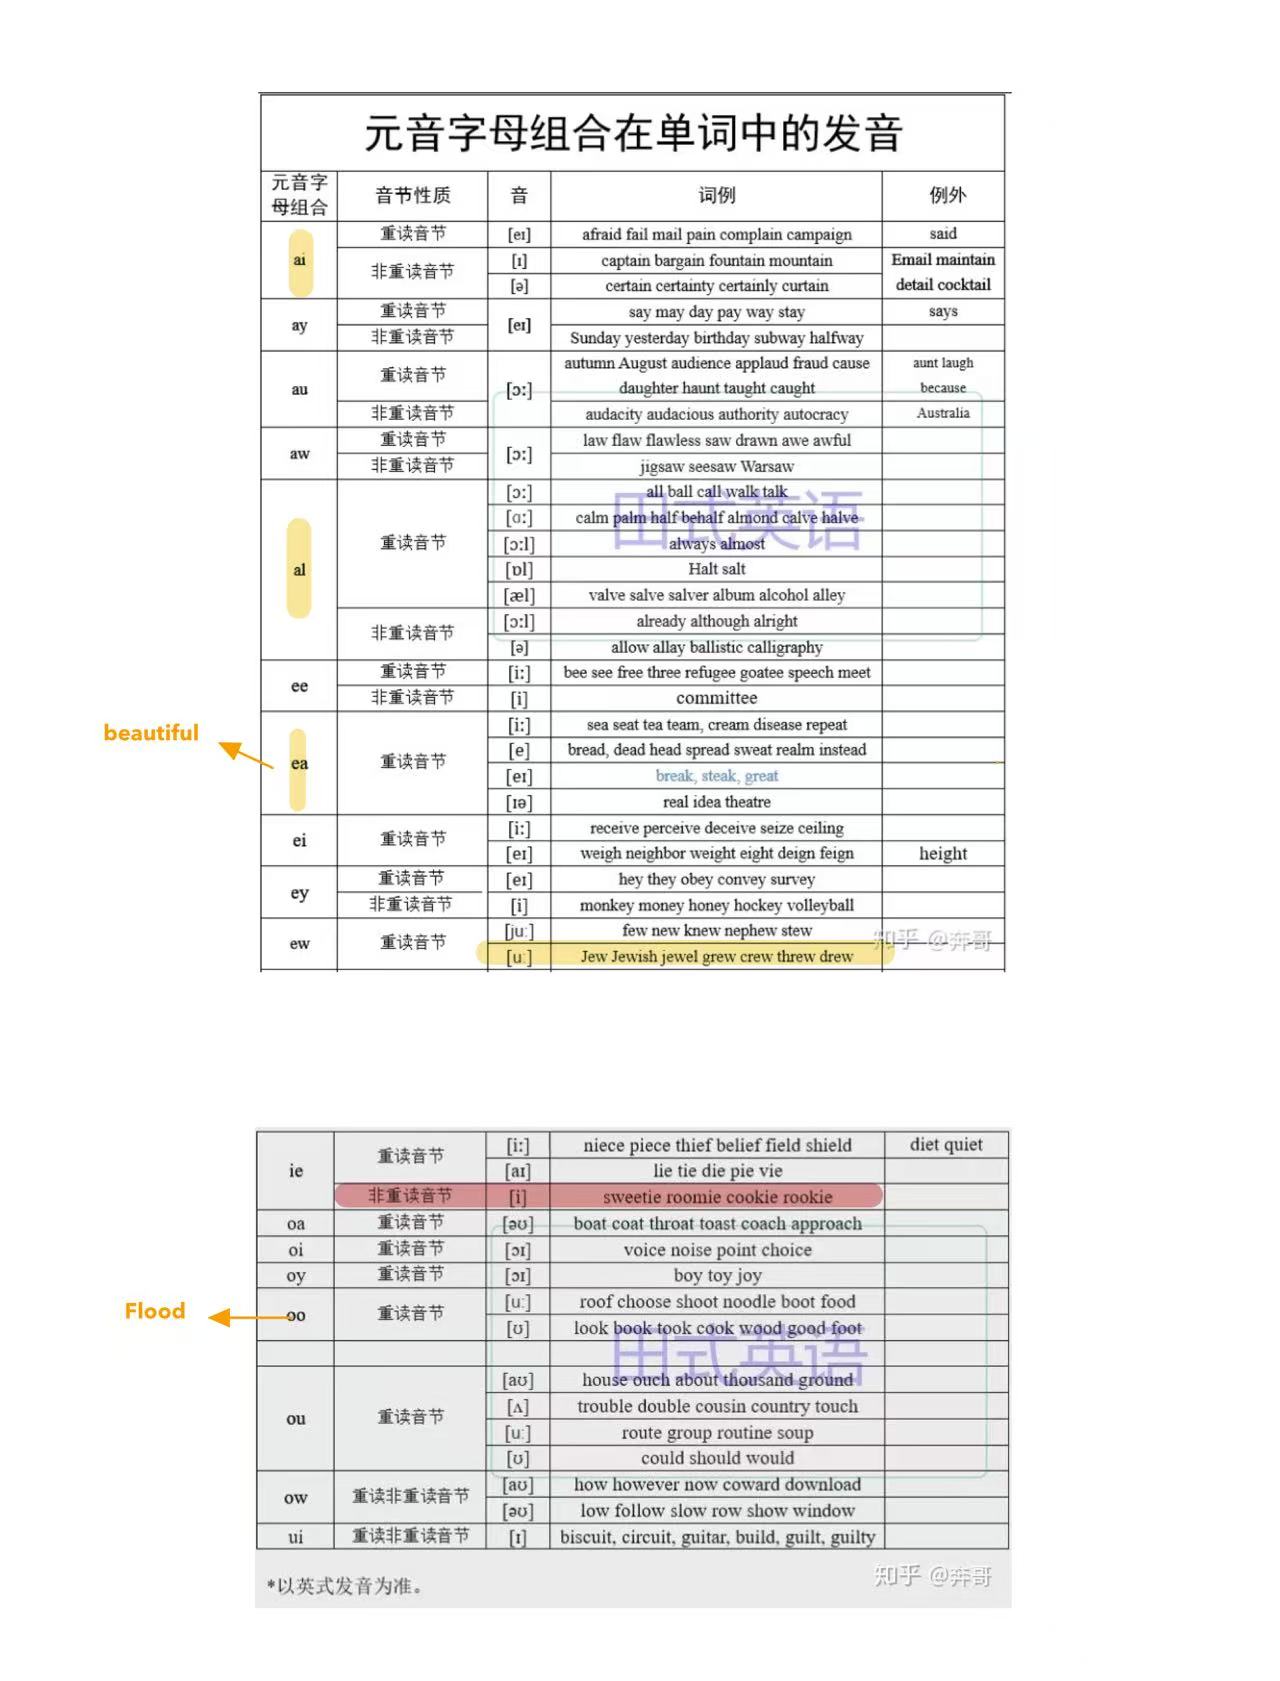 元音字母组合在单词中的发音
元音字母组合 音节性质 音 词例 例外
ai 重读音节 [eɪ] afraid fail mail pain complain campaign said
非重读音节 [ɪ] captain bargain fountain mountain Email maintain
[ə] certain certainty certainly curtain detail cocktail
ay 重读音节 [eɪ] say may day pay way stay says
非重读音节 Sunday yesterday birthday subway halfway
au 重读音节 [ɔː] autumn August audience applaud fraud cause aunt laugh
daughter haunt taught caught because
非重读音节 audacity audacious authority autocracy Australia
aw 重读音节 [ɔː] law flaw flawless saw drawn awe awful
非重读音节 jigsaw seesaw Warsaw
al 重读音节 [ɔː] all ball call walk talk
[ɑː] calm palm half behalf almond calve halve
[ɔːl] always almost
[ɒl] Halt salt
[æl] valve salve salver album alcohol alley
非重读音节 [ɔːl] already although alright
[ə] allow allay ballistic calligraphy
田式英语
ee 重读音节 [iː] bee see free three refugee goatee speech meet
非重读音节 [i] committee
beautiful
ea 重读音节 [iː] sea seat tea team, cream disease repeat
[e] bread, dead head spread sweat realm instead
[eɪ] break, steak, great
[ɪə] real idea theatre
ei 重读音节 [iː] receive perceive deceive seize ceiling
[eɪ] weigh neighbor weight eight deign feign height
ey 重读音节 [eɪ] hey they obey convey survey
非重读音节 [i] monkey money honey hockey volleyball
ew 重读音节 [juː] few new knew nephew stew
[uː] Jew Jewish jewel grew crew threw drew
知乎 @弈哥
ie 重读音节 [iː] niece piece thief belief field shield diet quiet
[aɪ] lie tie die pie vie
非重读音节 [i] sweetie roomie cookie rookie
oa 重读音节 [əʊ] boat coat throat toast coach approach
oi 重读音节 [ɔɪ] voice noise point choice
oy 重读音节 [ɔɪ] boy toy joy
Flood
oo 重读音节 [uː] roof choose shoot noodle boot food
[ʊ] look book took cook wood good foot
田式英语
ou 重读音节 [aʊ] house ouch about thousand ground
[ʌ] trouble double cousin country touch
[uː] route group routine soup
[ʊ] could should would
ow 重读非重读音节 [aʊ] how however now coward download
[əʊ] low follow slow row show window
ui 重读非重读音节 [ɪ] biscuit, circuit, guitar, build, guilt, guilty
*以英式发音为准。
知乎 @弈哥